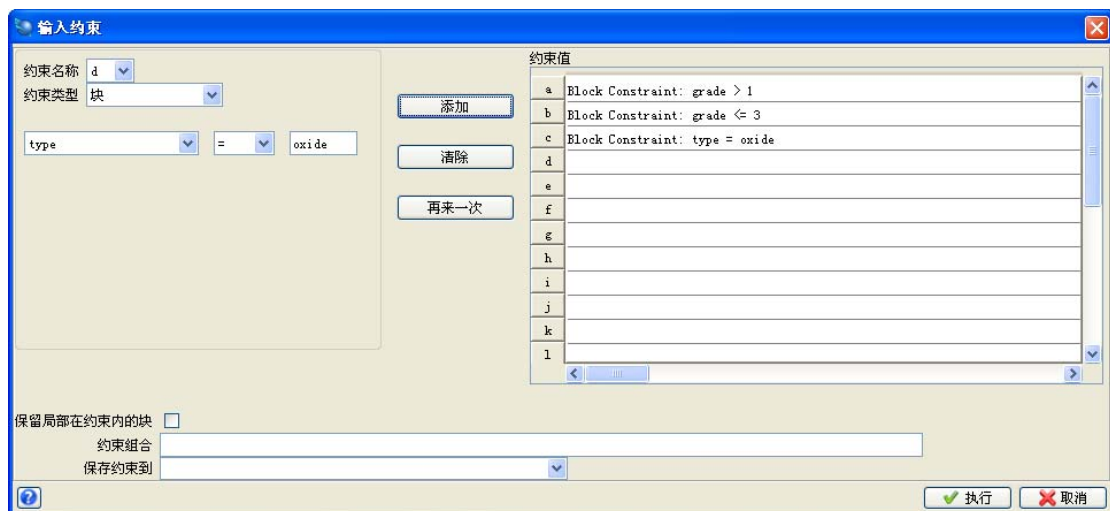 输入约束
约束名称 d
约束类型 块
type = oxide
添加
清除
再来一次
约束值
a Block Constraint: grade > 1
b Block Constraint: grade <= 3
c Block Constraint: type = oxide
d
e
f
g
h
i
j
k
l
保留局部在约束内的块
约束组合
保存约束到
? 执行 取消